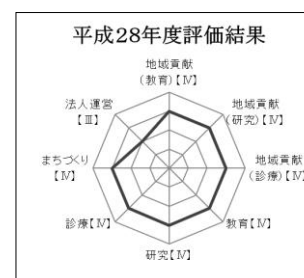 平成28年度評価結果
地域貢献
(教育)【Ⅳ】
地域貢献
(研究)【Ⅳ】
地域貢献
(診療)【Ⅳ】
教育【Ⅳ】
研究【Ⅳ】
診療【Ⅳ】
まちづくり
【Ⅳ】
法人運営
【Ⅲ】